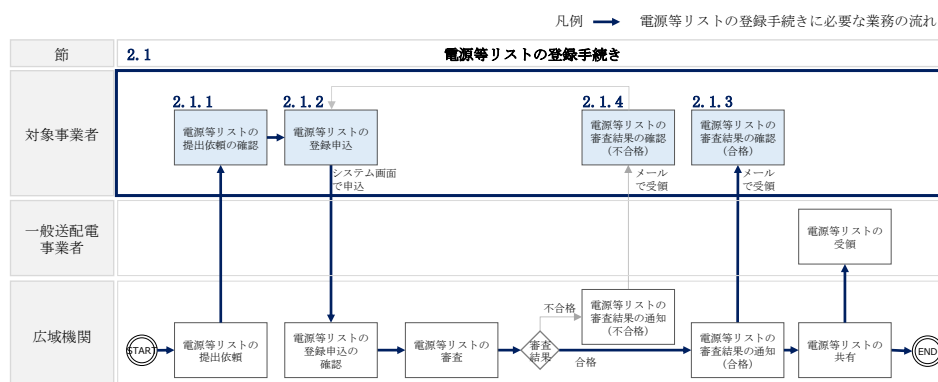 凡例
電源等リストの登録手続きに必要な業務の流れ
節
2.1
電源等リストの登録手続き
対象事業者
2.1.1
電源等リストの
提出依頼の確認
2.1.2
電源等リストの
登録申込
システム画面
で申込
2.1.4
電源等リストの
審査結果の確認
(不合格)
メール
で受領
2.1.3
電源等リストの
審査結果の確認
(合格)
メール
で受領
一般送配電
事業者
電源等リストの
受領
広域機関
START
電源等リストの
提出依頼
電源等リストの
登録申込の
確認
電源等リストの
審査
審査
結果
不合格
合格
電源等リストの
審査結果の通知
(不合格)
電源等リストの
審査結果の通知
(合格)
電源等リストの
共有
END